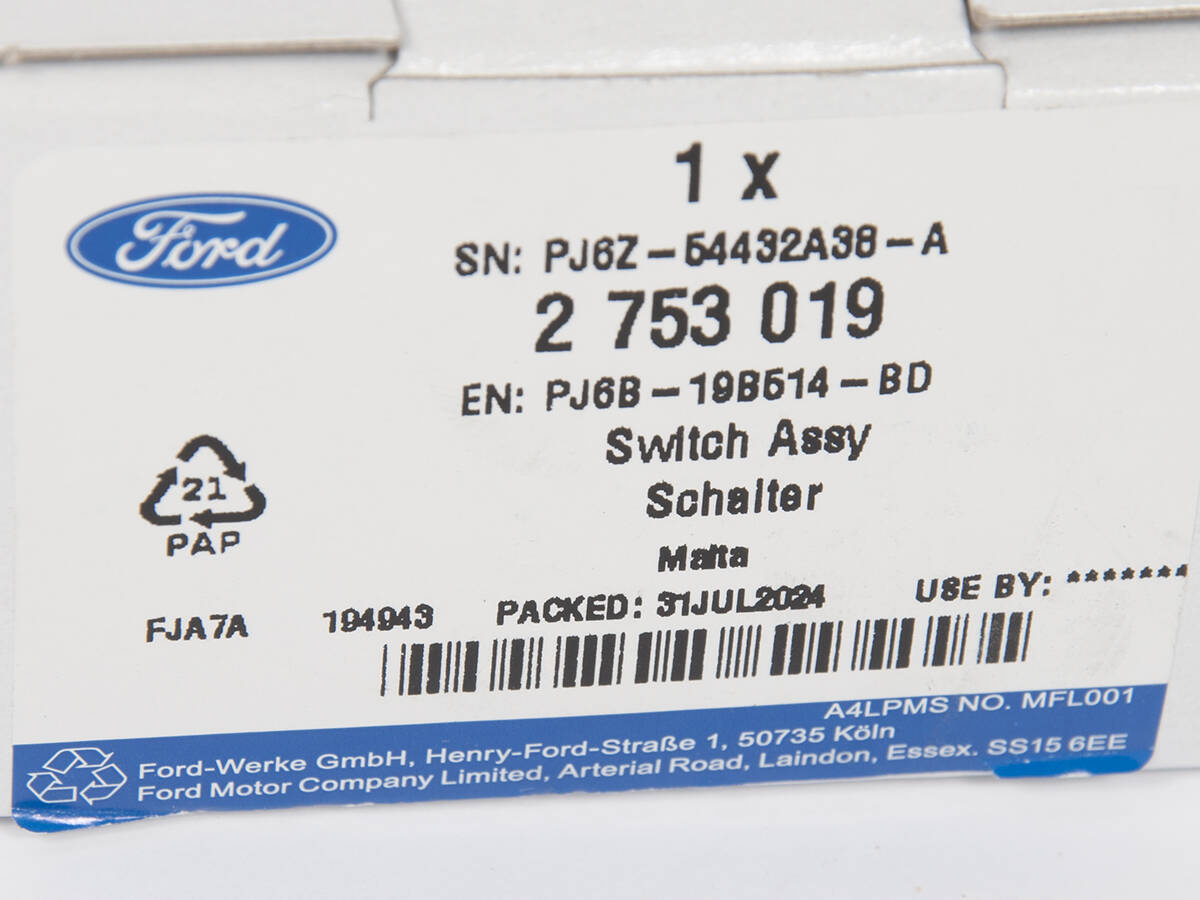 1 x
Ford
SN: PJ6Z-54432A38-A
2 753 019
EN: PJ6B-19B514-BD
Switch Assy
Schalter
21
PAP
Malta
FJA7A 194943 PACKED: 31JUL2024 USE BY: *******
A4LPMS NO. MFL001
Ford-Werke GmbH, Henry-Ford-Straße 1, 50735 Köln
Ford Motor Company Limited, Arterial Road, Laindon, Essex. SS15 6EE